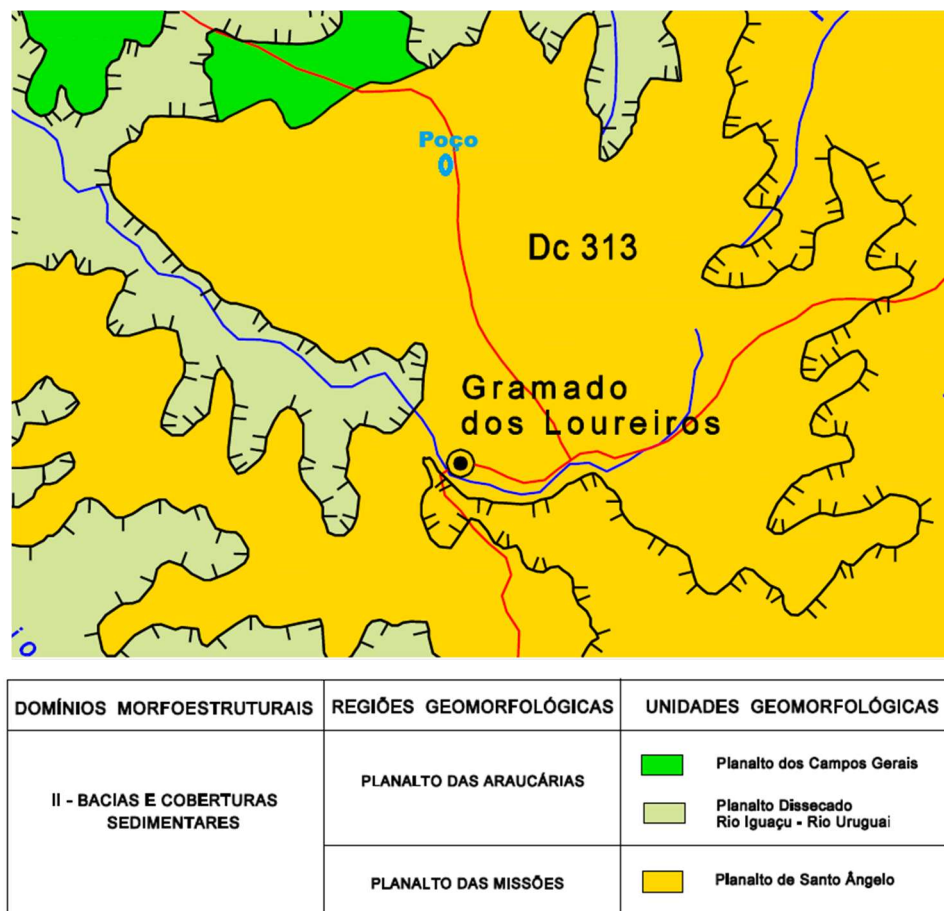 Poço
Dc 313
Gramado
dos Loureiros
io
DOMÍNIOS MORFOESTRUTURAIS
REGIÕES GEOMORFOLÓGICAS
UNIDADES GEOMORFOLÓGICAS
II - BACIAS E COBERTURAS
SEDIMENTARES
PLANALTO DAS ARAUCÁRIAS
Planalto dos Campos Gerais
Planalto Dissecado
Rio Iguaçu - Rio Uruguai
PLANALTO DAS MISSÕES
Planalto de Santo Ângelo